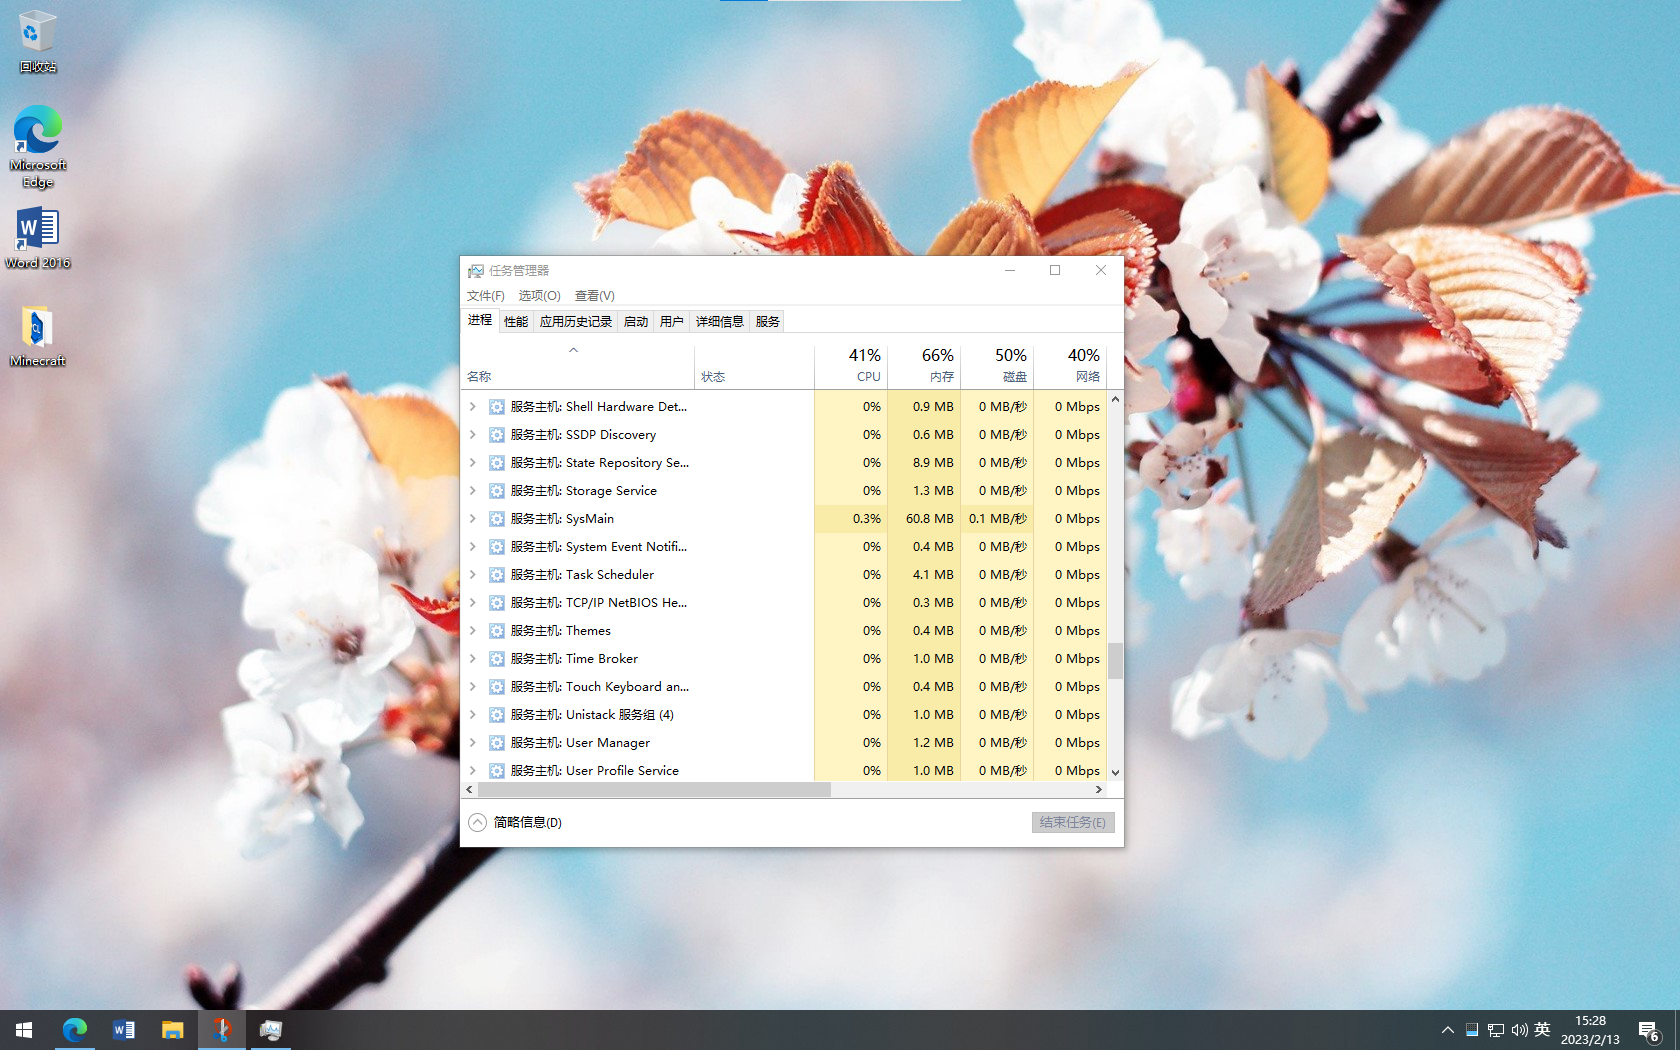 回收站
Microsoft
Edge
Word 2016
Minecraft
任务管理器
文件(F) 选项(O) 查看(V)
进程 性能 应用历史记录 启动 用户 详细信息 服务
41% 66% 50% 40%
名称 状态 CPU 内存 磁盘 网络
服务主机: Shell Hardware Det... 0% 0.9 MB 0 MB/秒 0 Mbps
服务主机: SSDP Discovery 0% 0.6 MB 0 MB/秒 0 Mbps
服务主机: State Repository Se... 0% 8.9 MB 0 MB/秒 0 Mbps
服务主机: Storage Service 0% 1.3 MB 0 MB/秒 0 Mbps
服务主机: SysMain 0.3% 60.8 MB 0.1 MB/秒 0 Mbps
服务主机: System Event Notifi... 0% 0.4 MB 0 MB/秒 0 Mbps
服务主机: Task Scheduler 0% 4.1 MB 0 MB/秒 0 Mbps
服务主机: TCP/IP NetBIOS He... 0% 0.3 MB 0 MB/秒 0 Mbps
服务主机: Themes 0% 0.4 MB 0 MB/秒 0 Mbps
服务主机: Time Broker 0% 1.0 MB 0 MB/秒 0 Mbps
服务主机: Touch Keyboard an... 0% 0.4 MB 0 MB/秒 0 Mbps
服务主机: Unistack 服务组 (4) 0% 1.0 MB 0 MB/秒 0 Mbps
服务主机: User Manager 0% 1.2 MB 0 MB/秒 0 Mbps
服务主机: User Profile Service 0% 1.0 MB 0 MB/秒 0 Mbps
简略信息(D) 结束任务(E)
英
15:28
2023/2/13
6